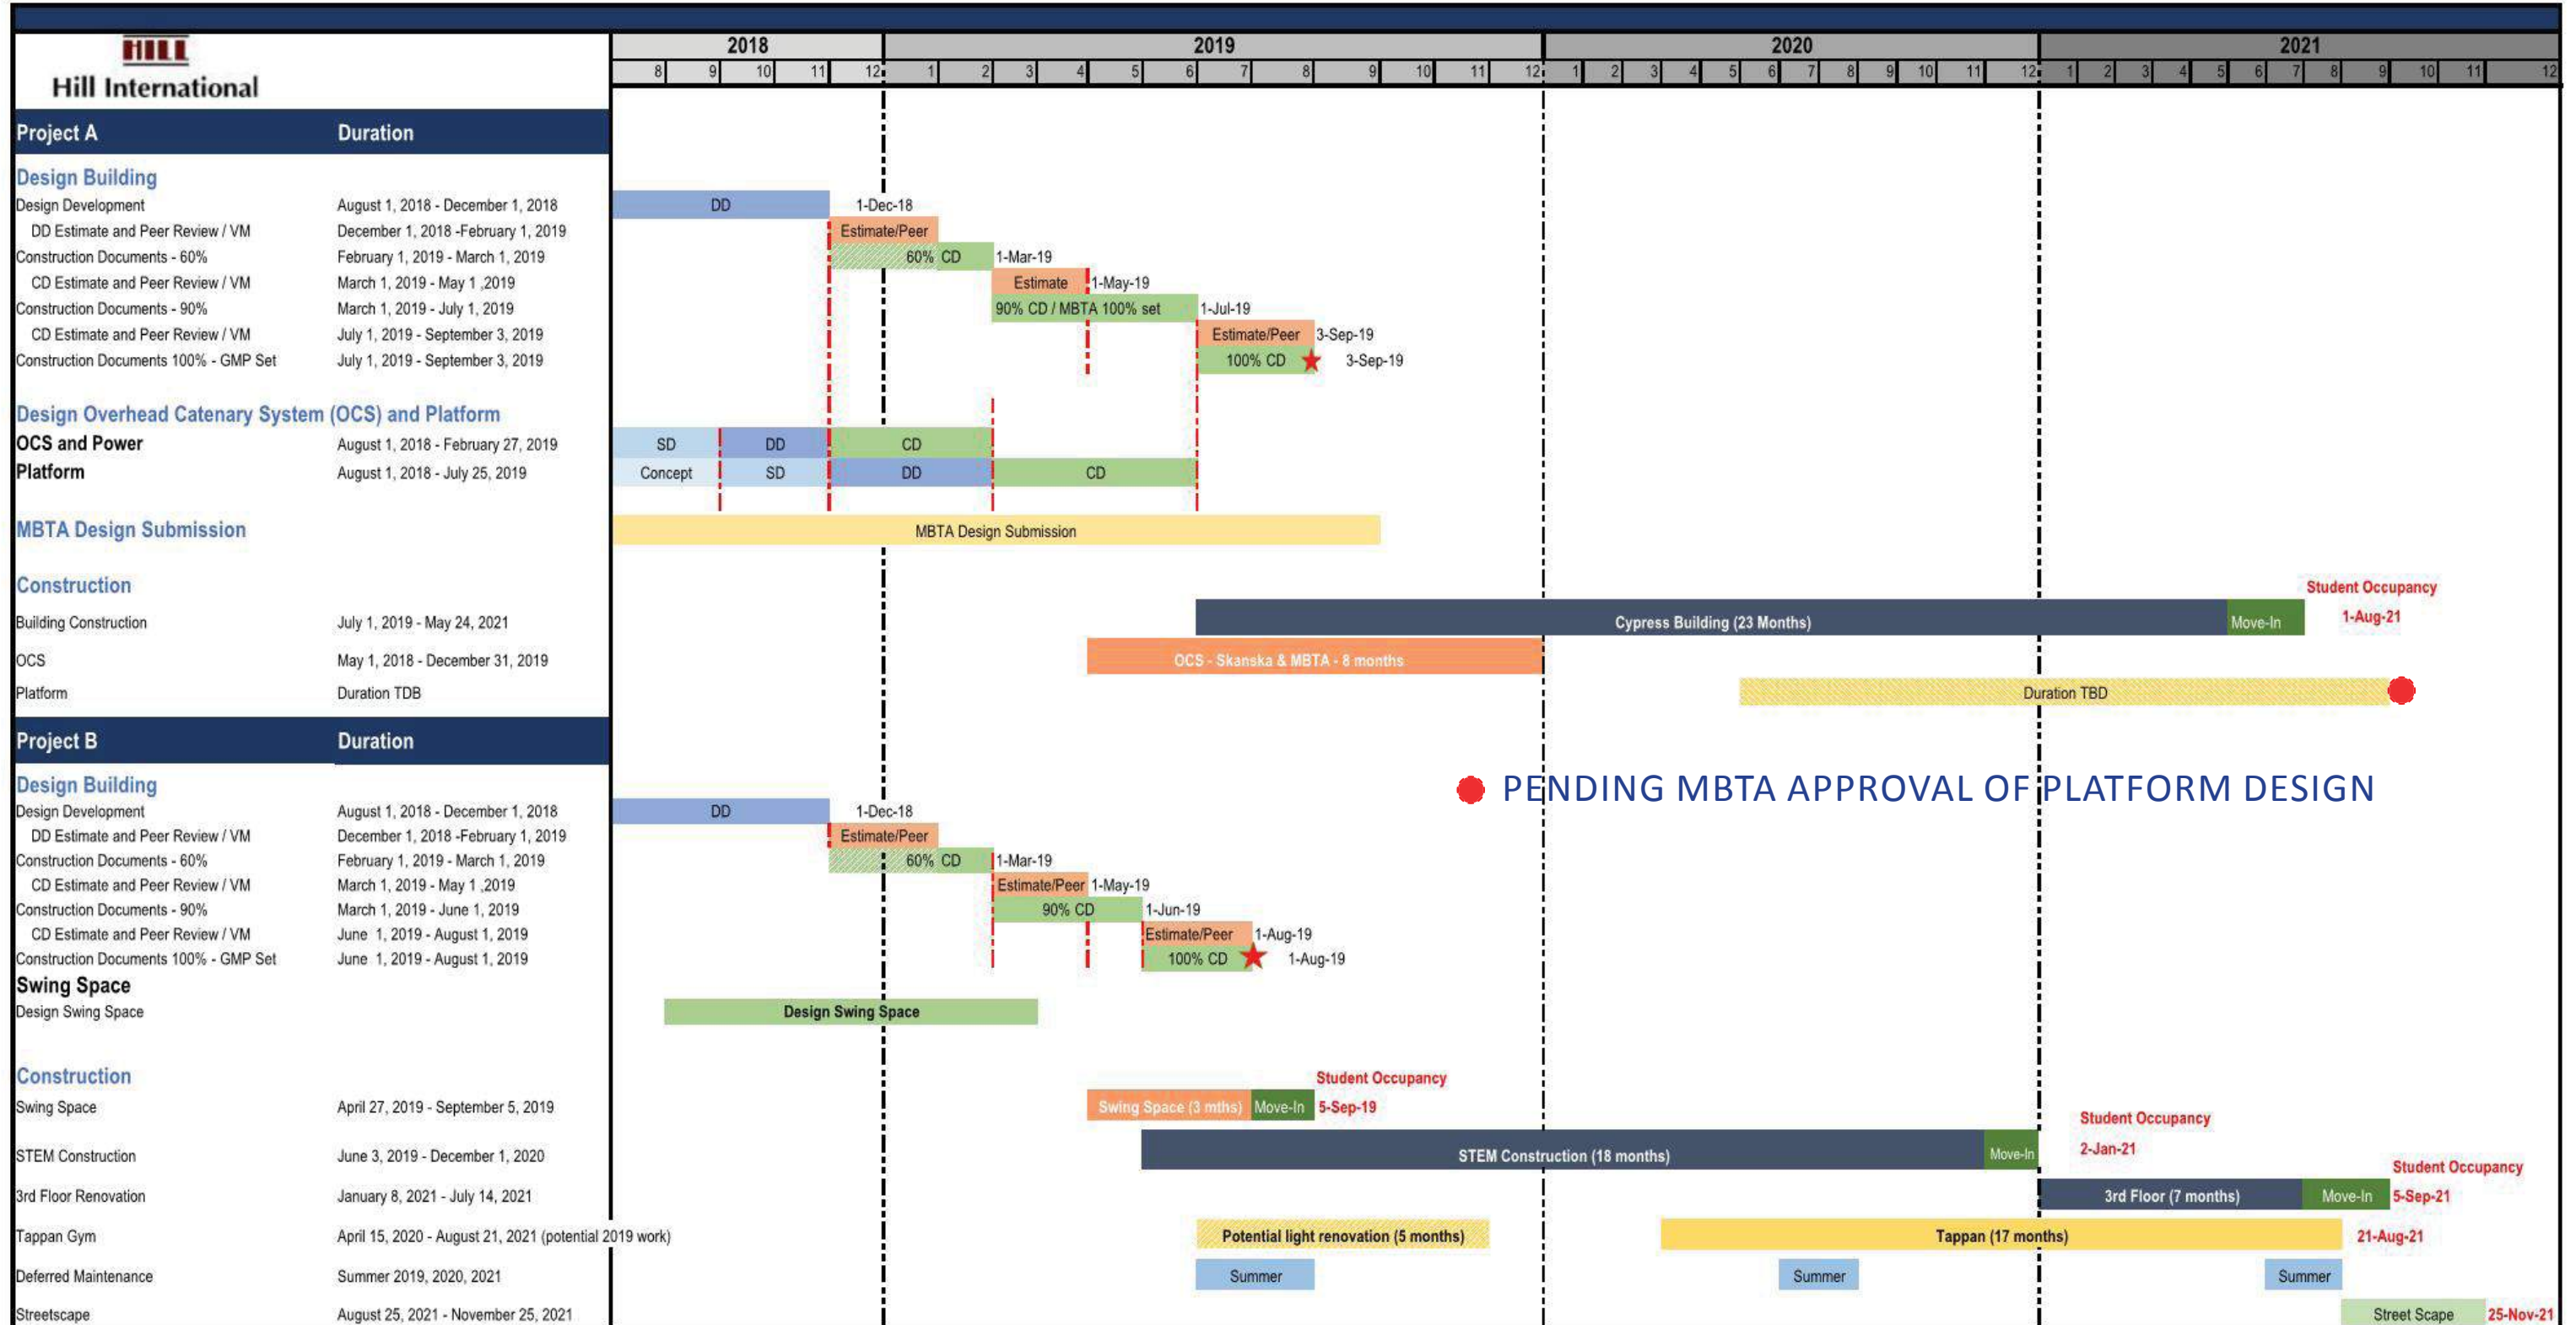 HILL
Hill International
2018 2019 2020 2021
8 9 10 11 12 1 2 3 4 5 6 7 8 9 10 11 12 1 2 3 4 5 6 7 8 9 10 11 12 1 2 3 4 5 6 7 8 9 10 11 12
Project A Duration
Design Building
Design Development August 1, 2018 - December 1, 2018 DD 1-Dec-18
DD Estimate and Peer Review / VM December 1, 2018 -February 1, 2019 Estimate/Peer
Construction Documents - 60% February 1, 2019 - March 1, 2019 60% CD 1-Mar-19
CD Estimate and Peer Review / VM March 1, 2019 - May 1 ,2019 Estimate 1-May-19
Construction Documents - 90% March 1, 2019 - July 1, 2019 90% CD / MBTA 100% set 1-Jul-19
CD Estimate and Peer Review / VM July 1, 2019 - September 3, 2019 Estimate/Peer 3-Sep-19
Construction Documents 100% - GMP Set July 1, 2019 - September 3, 2019 100% CD 3-Sep-19
Design Overhead Catenary System (OCS) and Platform
OCS and Power August 1, 2018 - February 27, 2019 SD DD CD
Platform August 1, 2018 - July 25, 2019 Concept SD DD CD
MBTA Design Submission MBTA Design Submission
Construction Student Occupancy
Building Construction July 1, 2019 - May 24, 2021 Cypress Building (23 Months) Move-In 1-Aug-21
OCS May 1, 2018 - December 31, 2019 OCS - Skanska & MBTA - 8 months
Platform Duration TDB Duration TBD
Project B Duration
Design Building PENDING MBTA APPROVAL OF PLATFORM DESIGN
Design Development August 1, 2018 - December 1, 2018 DD 1-Dec-18
DD Estimate and Peer Review / VM December 1, 2018 -February 1, 2019 Estimate/Peer
Construction Documents - 60% February 1, 2019 - March 1, 2019 60% CD 1-Mar-19
CD Estimate and Peer Review / VM March 1, 2019 - May 1 ,2019 Estimate/Peer 1-May-19
Construction Documents - 90% March 1, 2019 - June 1, 2019 90% CD 1-Jun-19
CD Estimate and Peer Review / VM June 1, 2019 - August 1, 2019 Estimate/Peer 1-Aug-19
Construction Documents 100% - GMP Set June 1, 2019 - August 1, 2019 100% CD 1-Aug-19
Swing Space
Design Swing Space Design Swing Space
Construction Student Occupancy
Swing Space April 27, 2019 - September 5, 2019 Swing Space (3 mths) Move-In 5-Sep-19
Student Occupancy
STEM Construction June 3, 2019 - December 1, 2020 STEM Construction (18 months) Move-In 2-Jan-21
Student Occupancy
3rd Floor Renovation January 8, 2021 - July 14, 2021 3rd Floor (7 months) Move-In 5-Sep-21
Tappan Gym April 15, 2020 - August 21, 2021 (potential 2019 work) Potential light renovation (5 months) Tappan (17 months) 21-Aug-21
Deferred Maintenance Summer 2019, 2020, 2021 Summer Summer Summer
Streetscape August 25, 2021 - November 25, 2021 Street Scape 25-Nov-21